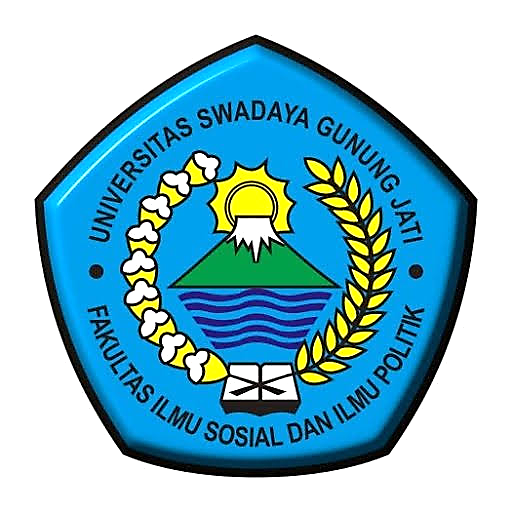 UNIVERSITAS SWADAYA GUNUNG JATI
FAKULTAS ILMU SOSIAL DAN ILMU POLITIK